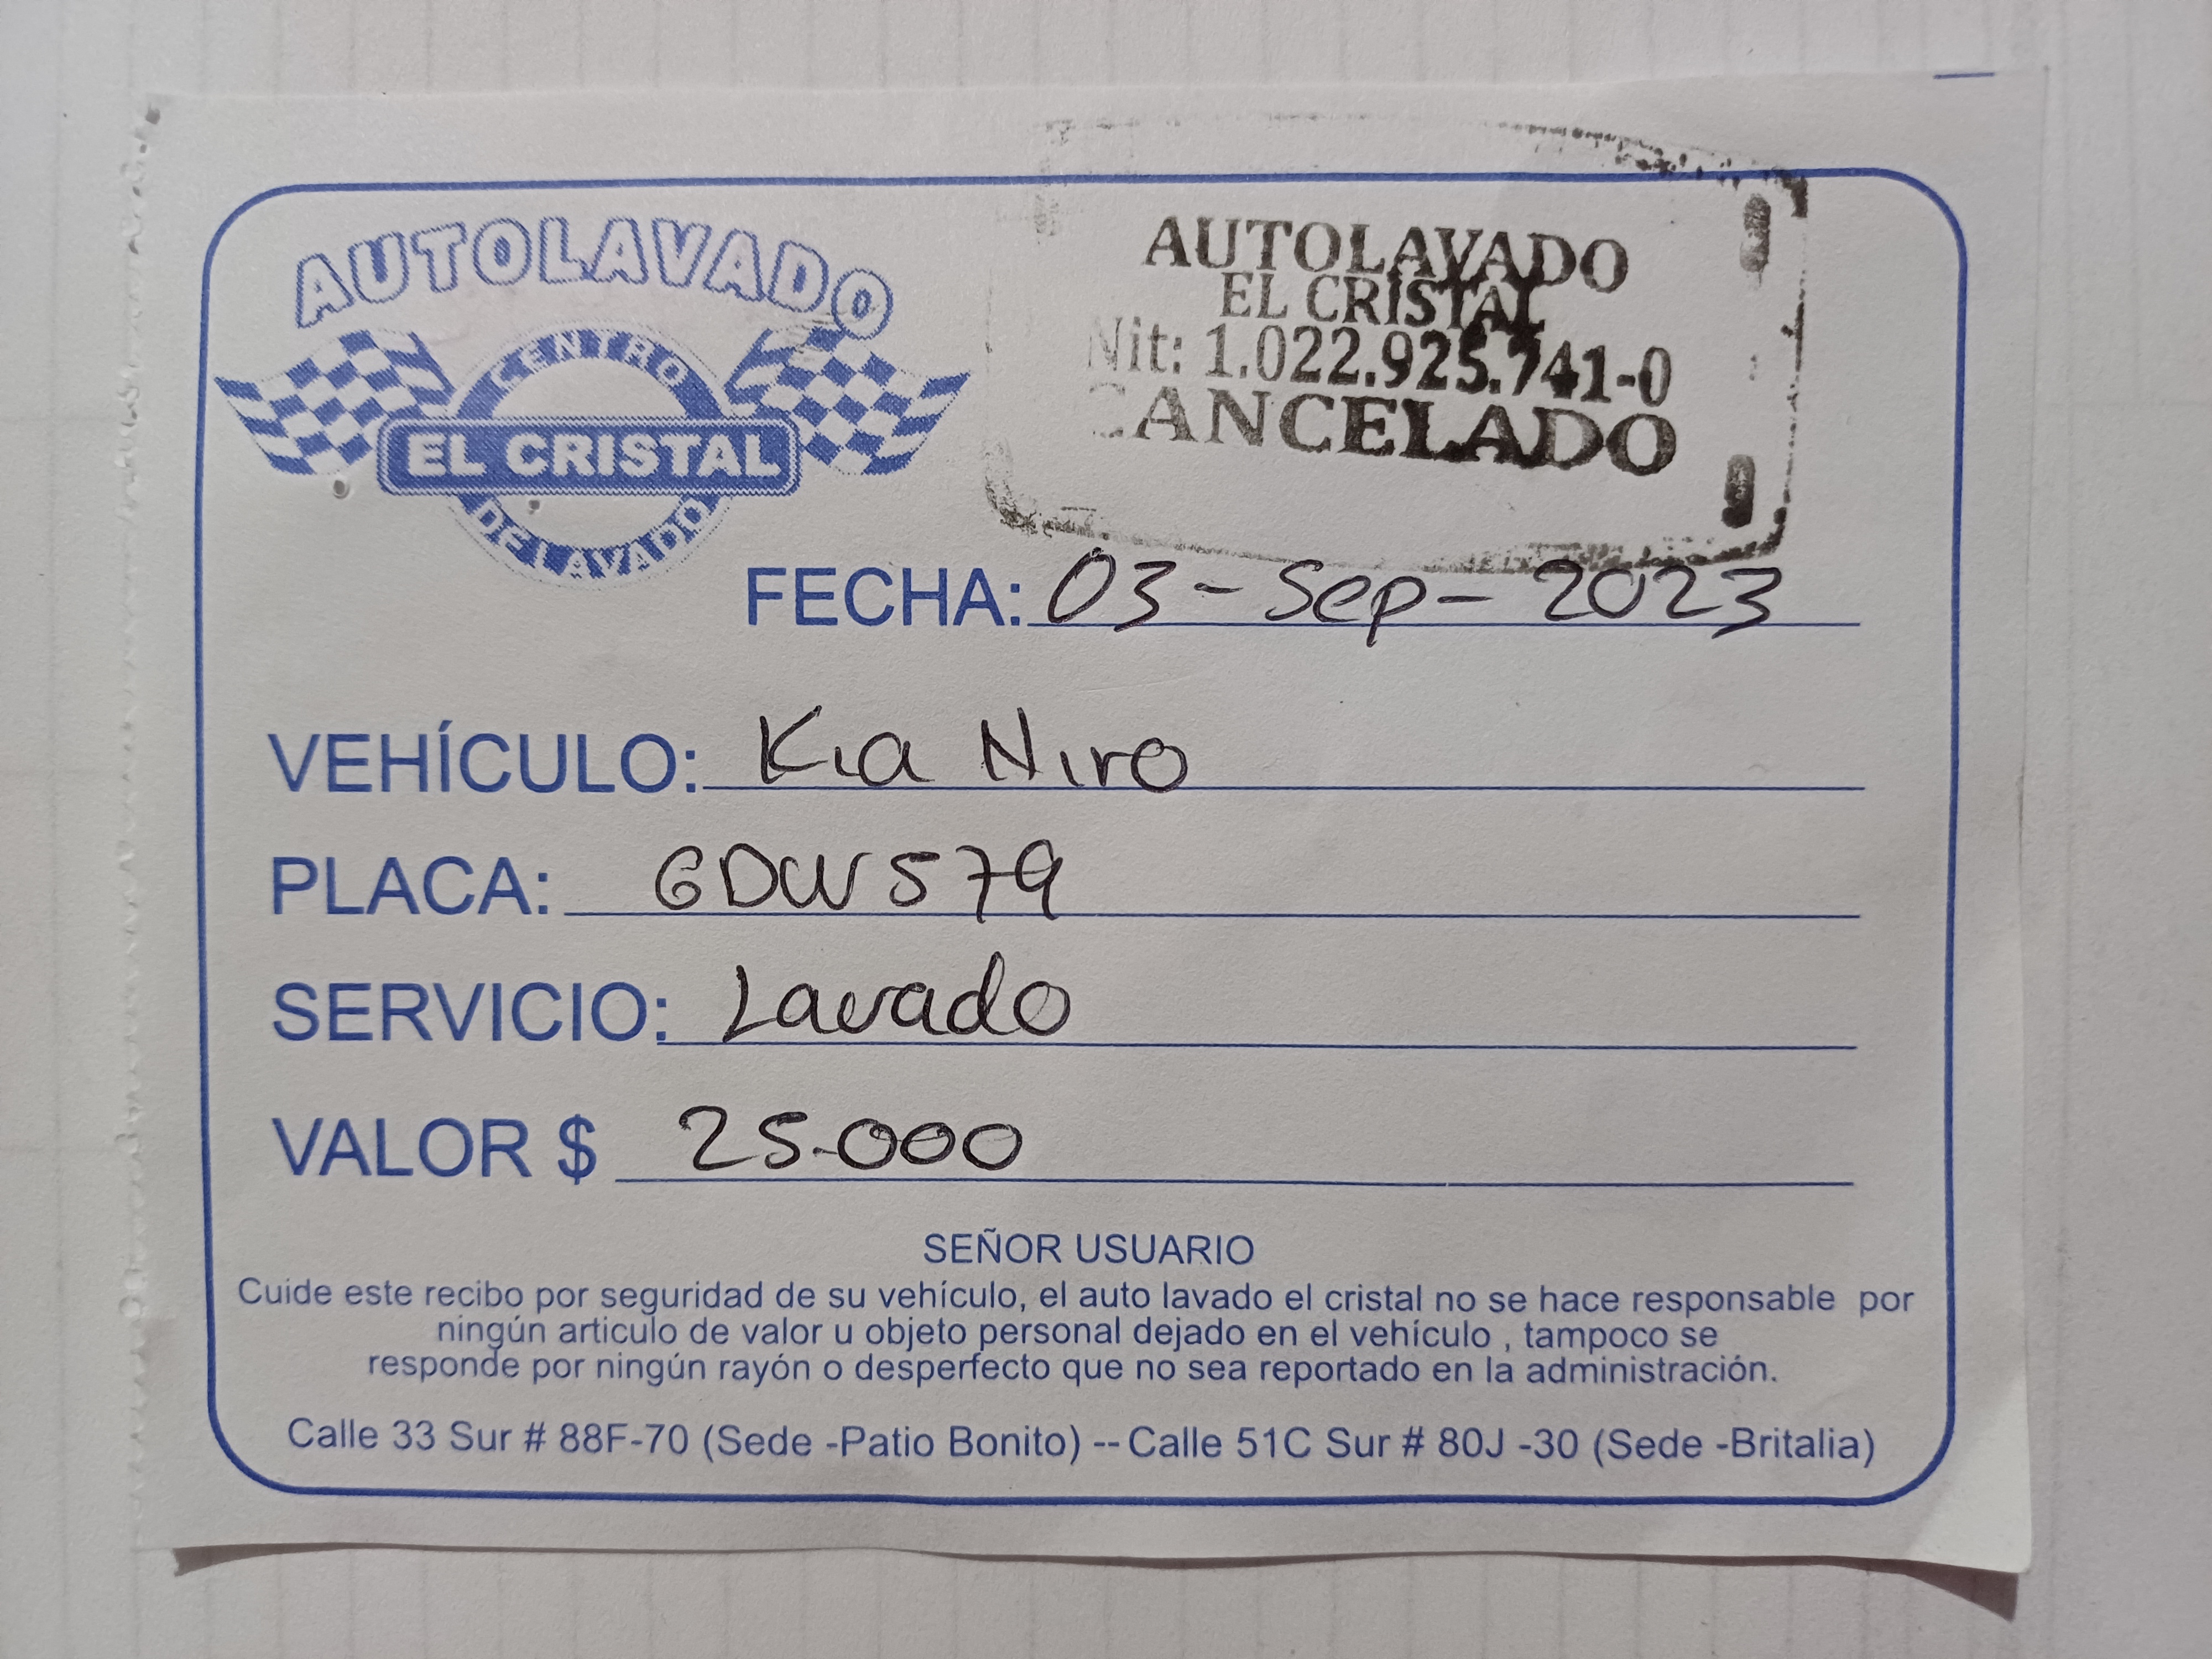 AUTOLAVADO
CENTRO
EL CRISTAL
DE LAVADO
AUTOLAVADO
EL CRISTAL
Nit: 1.022.925.741-0
CANCELADO
FECHA: 03-Sep-2023
VEHÍCULO: Kia Niro
PLACA: GDW579
SERVICIO: Lavado
VALOR $ 25.000
SEÑOR USUARIO
Cuide este recibo por seguridad de su vehículo, el auto lavado el cristal no se hace responsable por
ningún articulo de valor u objeto personal dejado en el vehículo , tampoco se
responde por ningún rayón o desperfecto que no sea reportado en la administración.
Calle 33 Sur # 88F-70 (Sede -Patio Bonito) -- Calle 51C Sur # 80J -30 (Sede -Britalia)